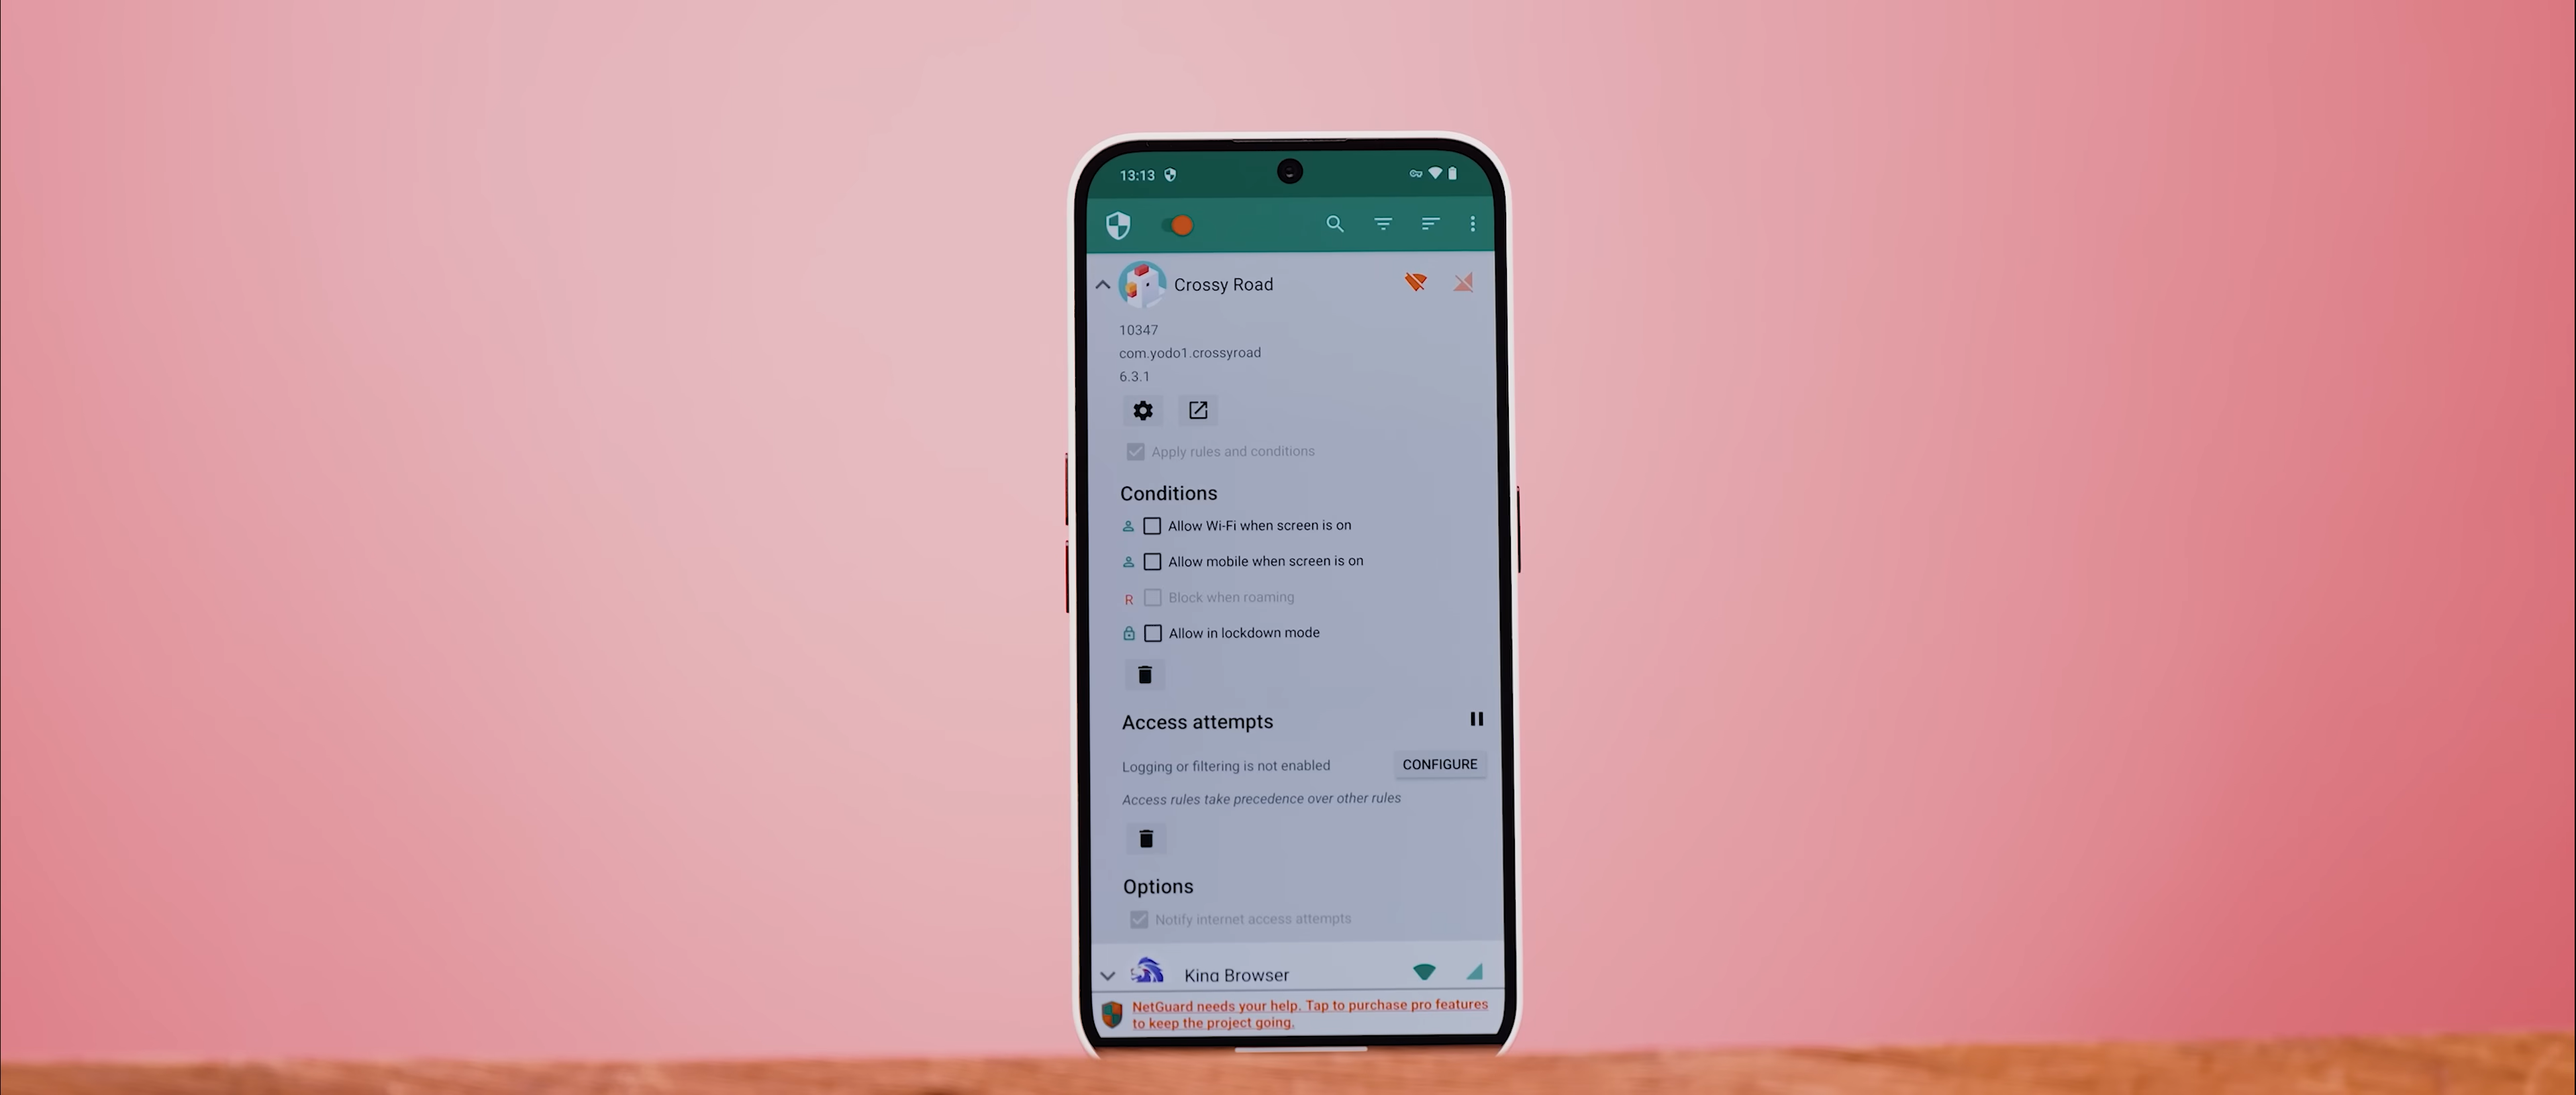 13:13
Crossy Road
10347
com.yodo1.crossyroad
6.3.1
Apply rules and conditions
Conditions
Allow Wi-Fi when screen is on
Allow mobile when screen is on
R Block when roaming
Allow in lockdown mode
Access attempts
Logging or filtering is not enabled CONFIGURE
Access rules take precedence over other rules
Options
Notify internet access attempts
King Browser
NetGuard needs your help. Tap to purchase pro features
to keep the project going.